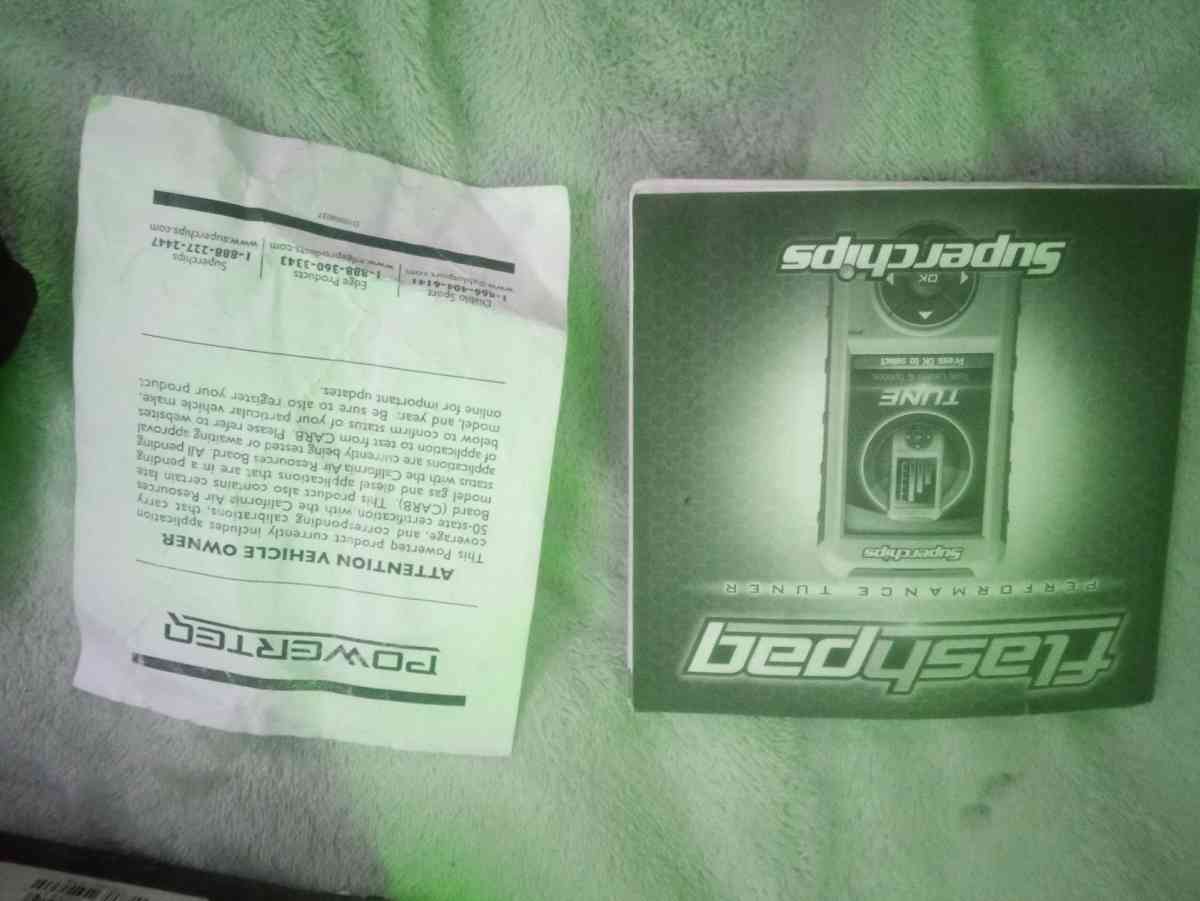 POWERTEQ
ATTENTION VEHICLE OWNER
This Powerteq product currently includes application
coverage, and corresponding calibrations, that carry
50-state certification with the California Air Resources
Board (CARB). This product also contains certain late
model gas and diesel applications that are in a pending
status with the California Air Resources Board. All pending
applications are currently being tested or awaiting approval
of application to test from CARB. Please refer to websites
below to confirm status of your particular vehicle make,
model, and year. Be sure to also register your product
online for important updates.
Diablo Sport
1-866-404-6141
Edge Products
1-888-360-3343
www.edgeproducts.com
Superchips
1-888-227-2447
www.superchips.com
flashpaq
PERFORMANCE TUNER
Superchips
TUNE
Press OK to select
OK
Superchips